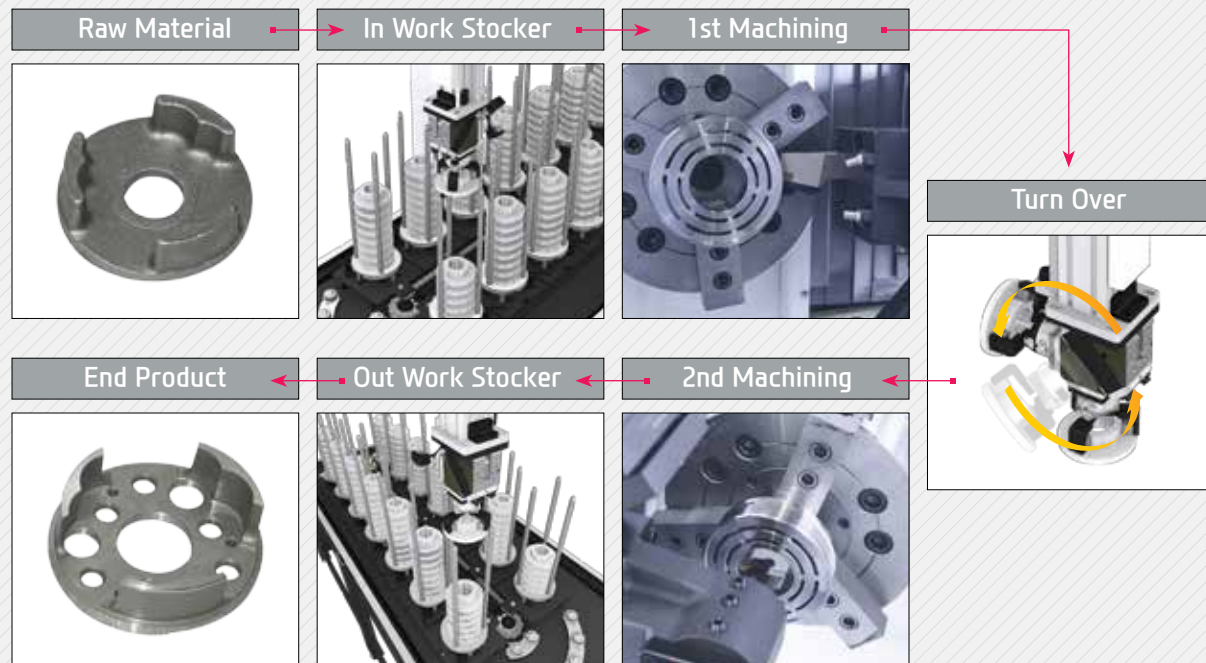 Raw Material
In Work Stocker
1st Machining
Turn Over
2nd Machining
Out Work Stocker
End Product